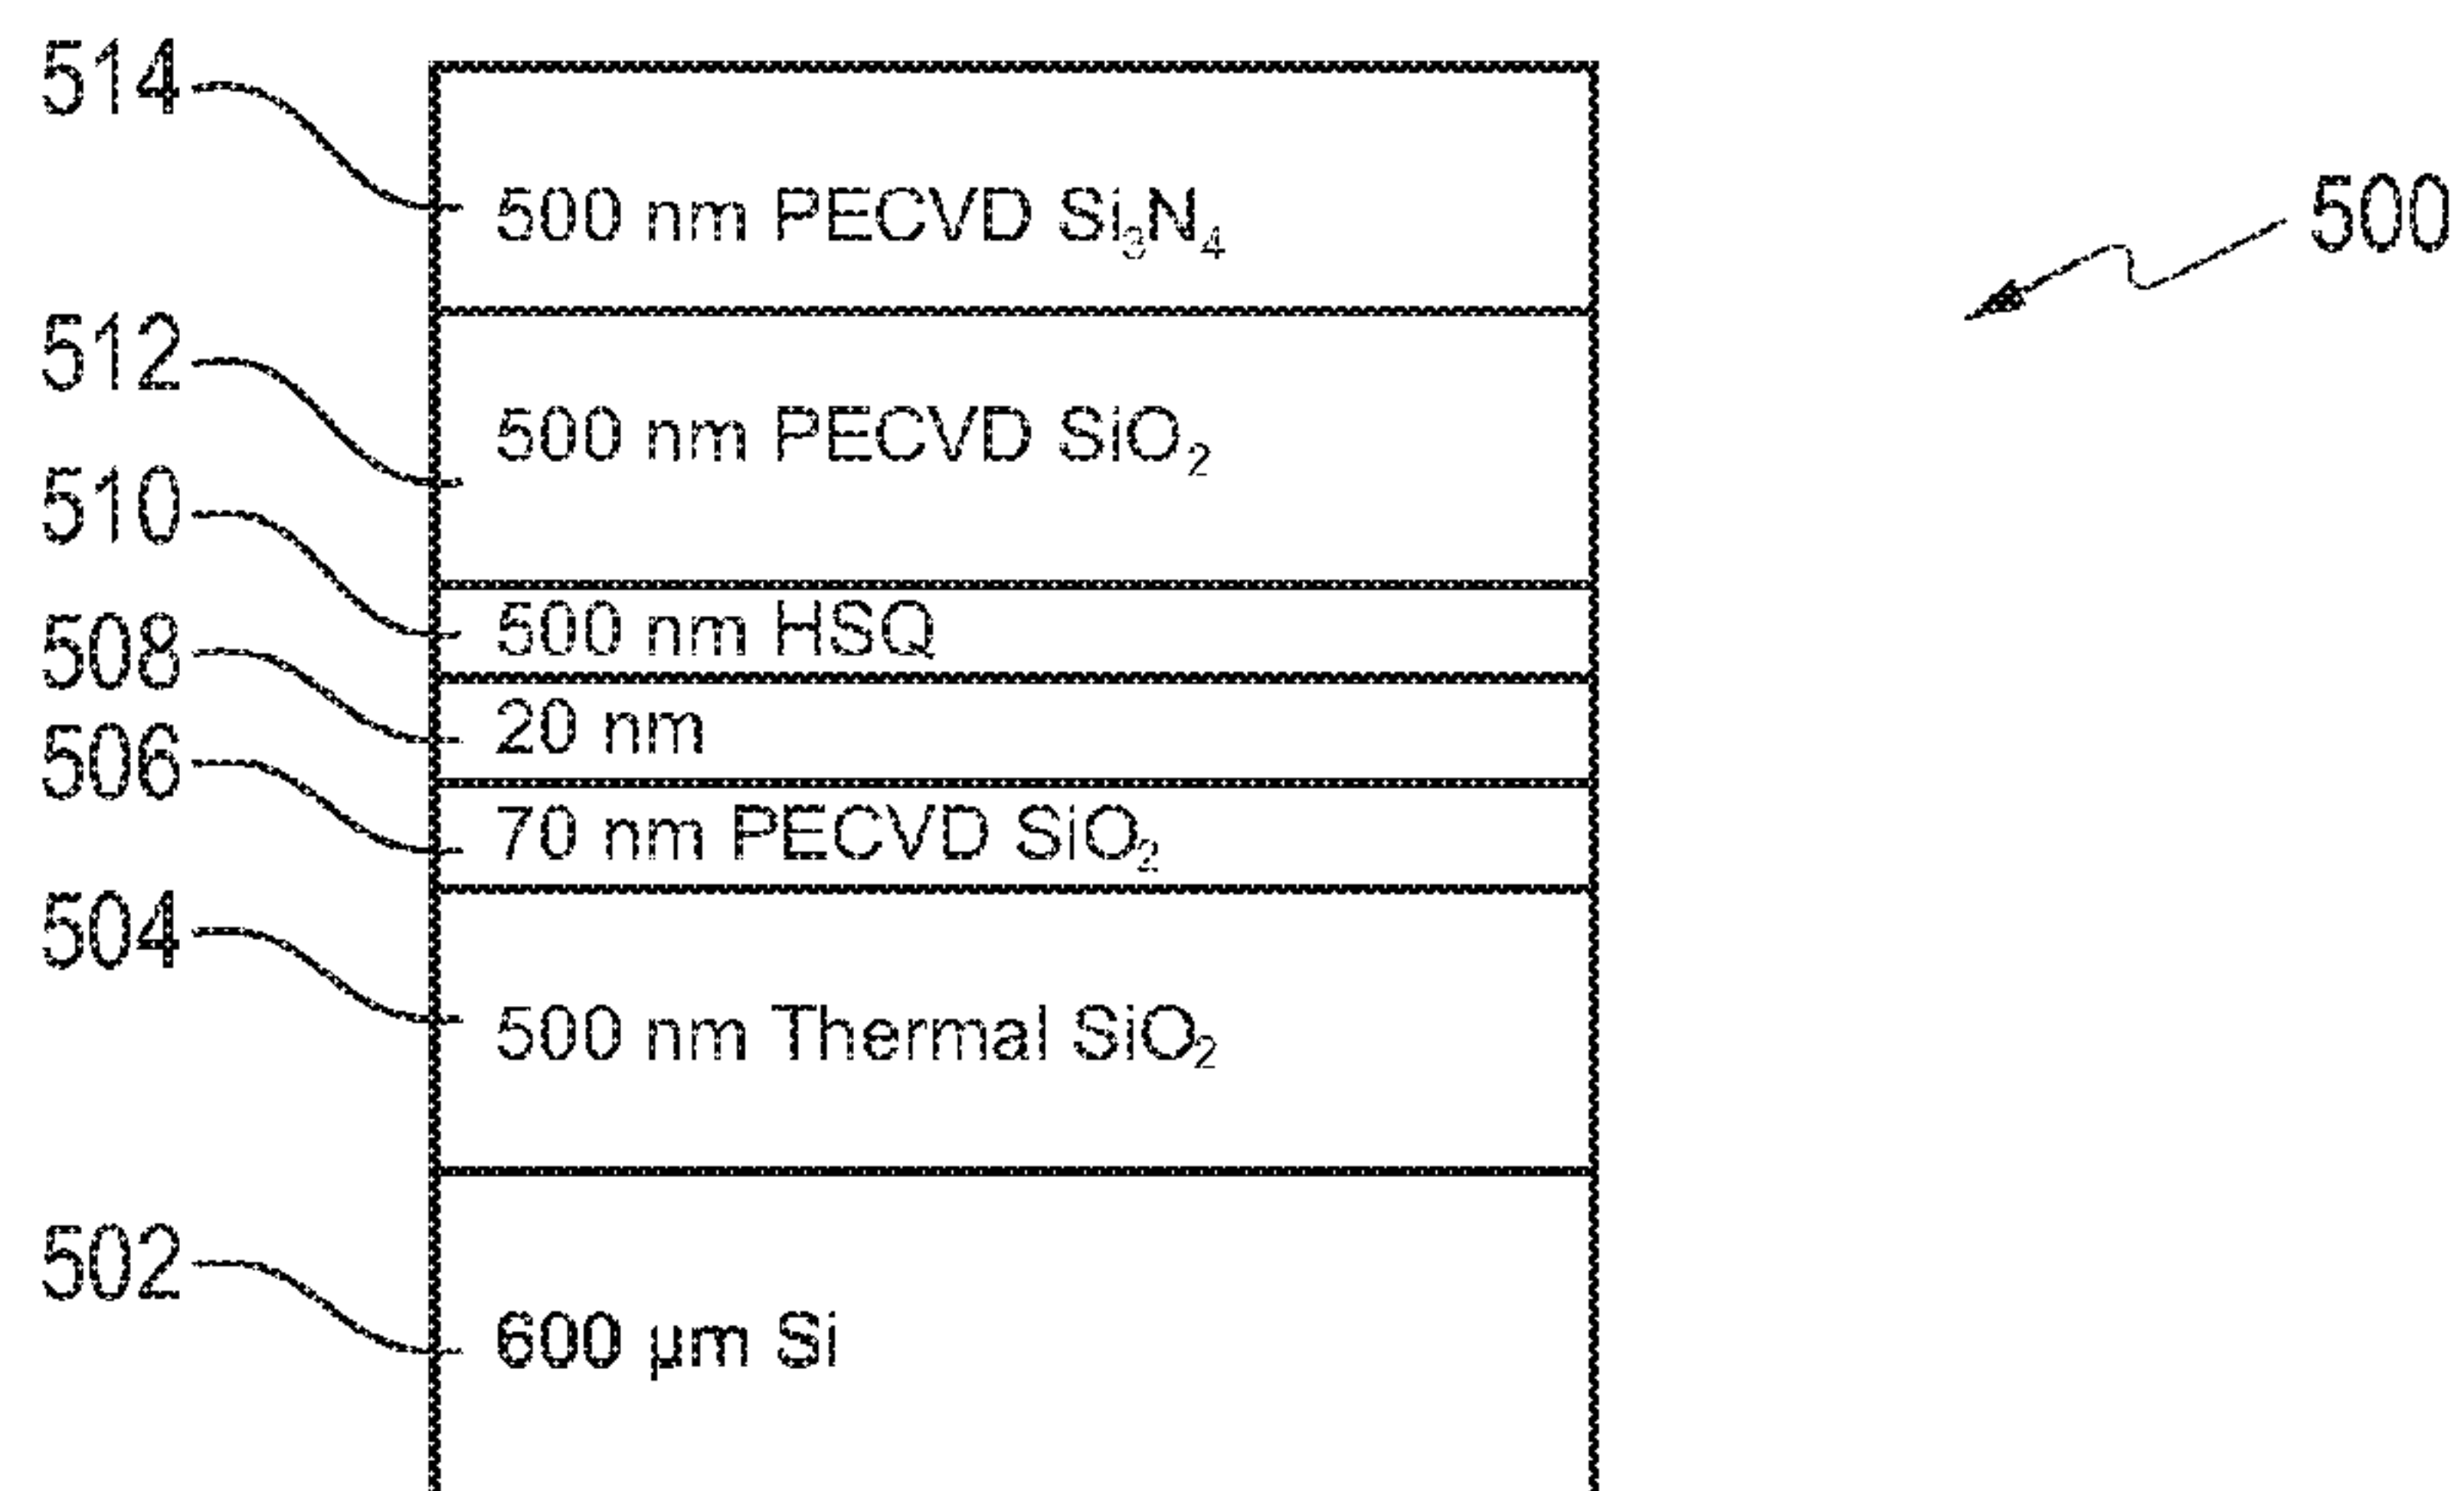 514
500 nm PECVD Si₃N₄
500
512
500 nm PECVD SiO₂
510
500 nm HSQ
508
20 nm
506
70 nm PECVD SiO₂
504
500 nm Thermal SiO₂
502
600 µm Si